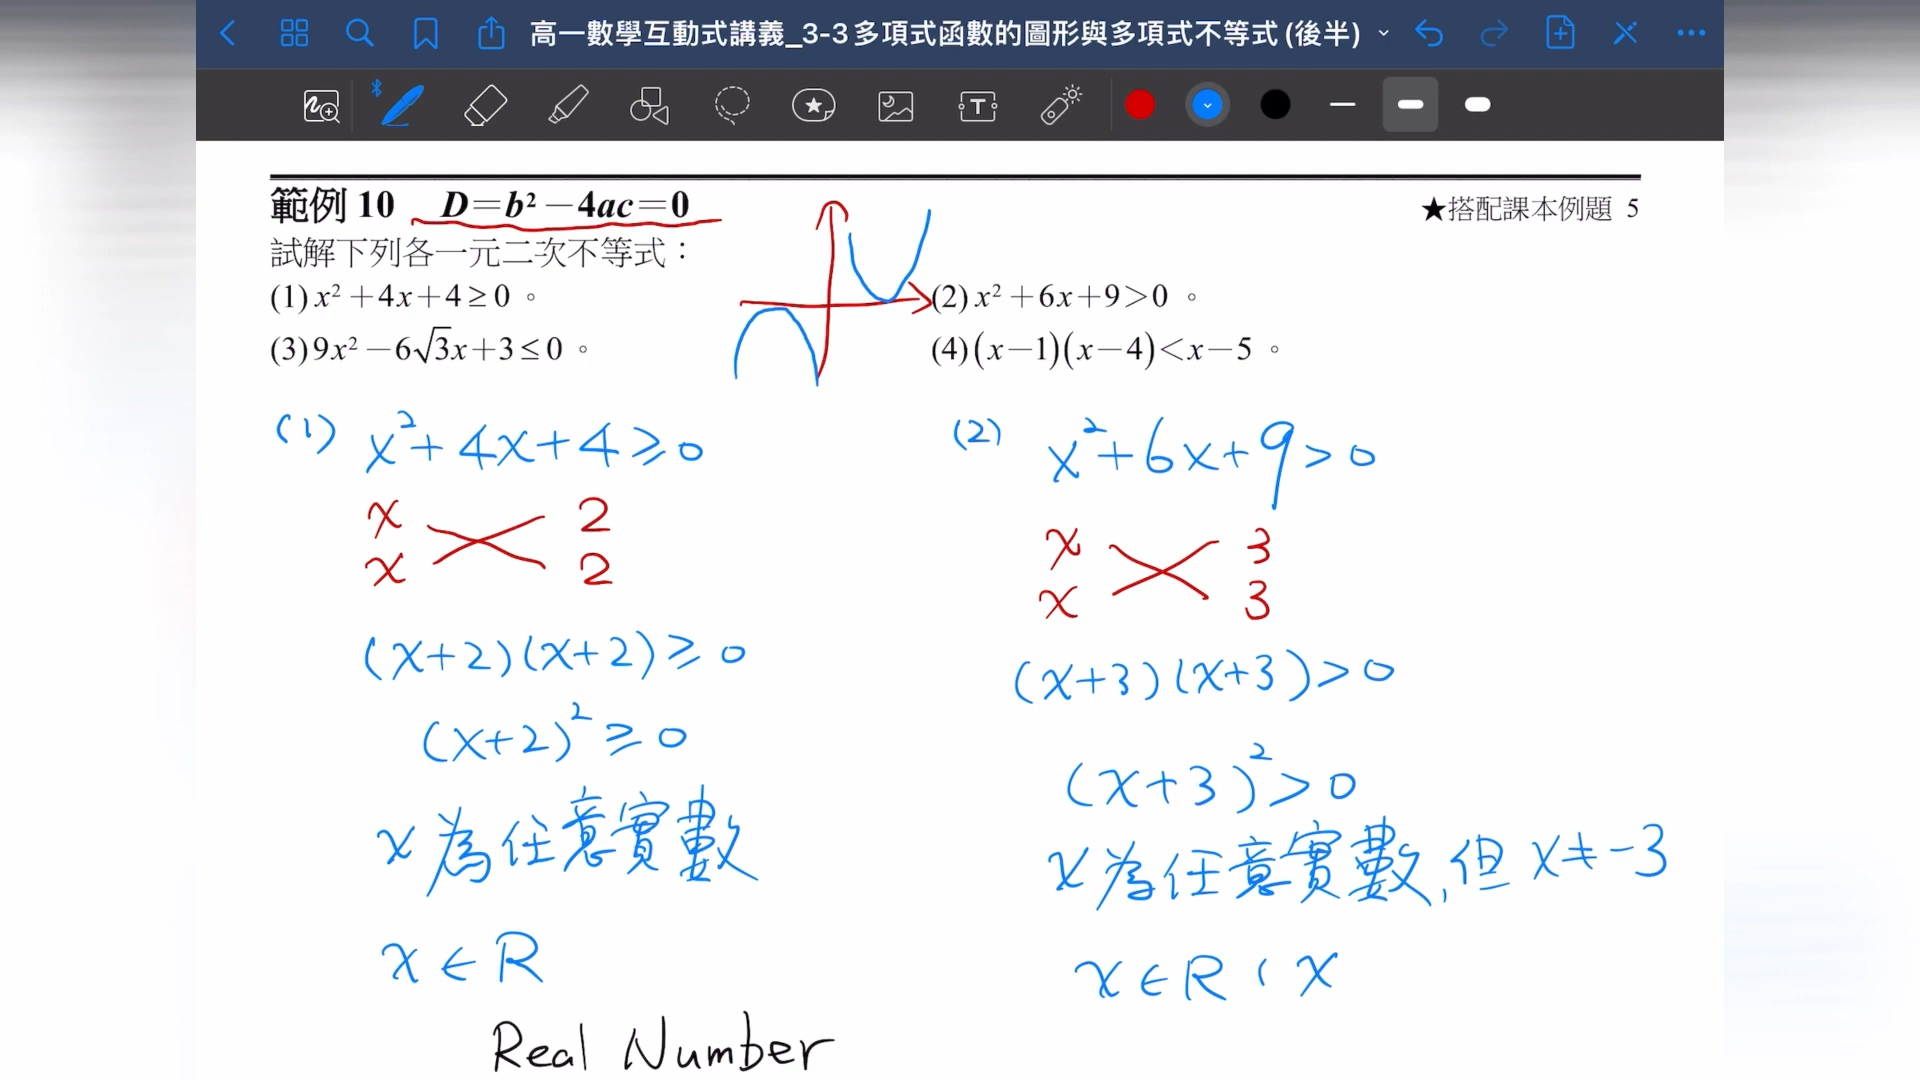 高一數學互動式講義_3-3多項式函數的圖形與多項式不等式(後半)
範例 10 D=b²−4ac=0
★搭配課本例題 5
試解下列各一元二次不等式：
(1) x²+4x+4≥0。
(2) x²+6x+9>0。
(3) 9x²−6√3x+3≤0。
(4) (x−1)(x−4)<x−5。
(1) x²+4x+4≥0
x 2
x 2
(x+2)(x+2)≥0
(x+2)²≥0
x為任意實數
x∈R
Real Number
(2) x²+6x+9>0
x 3
x 3
(x+3)(x+3)>0
(x+3)²>0
x為任意實數,但x≠-3
x∈R ( x